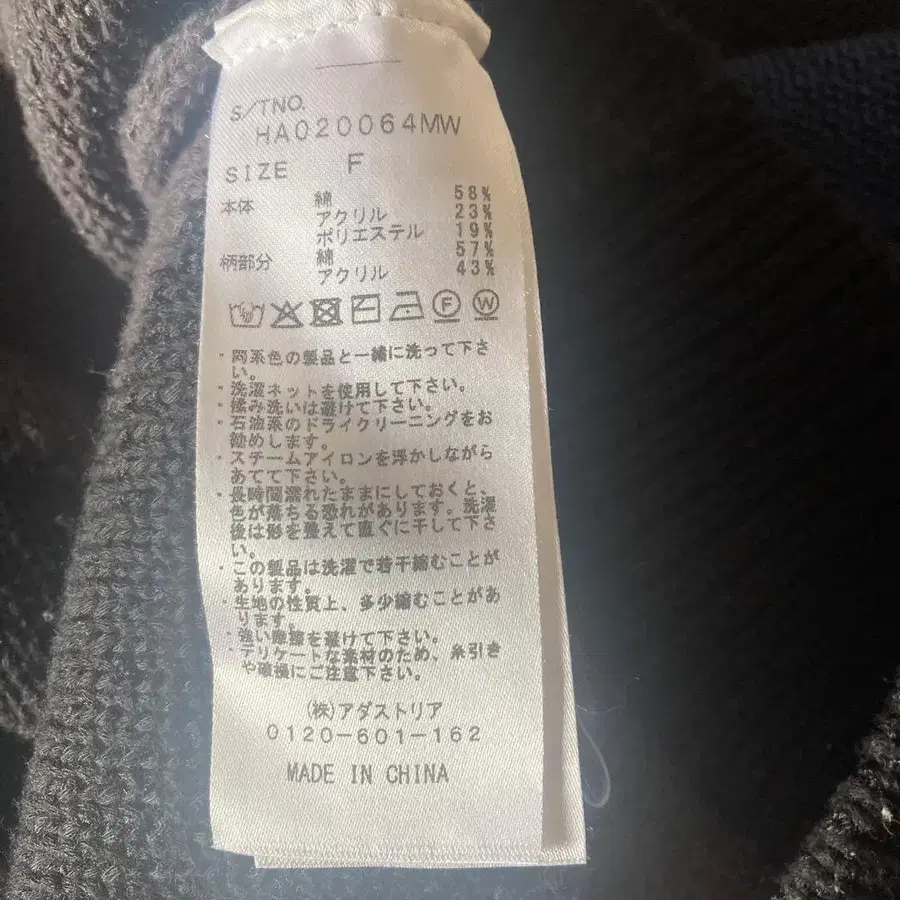 S/TNO.
HA020064MW
SIZE F
本体 綿 58%
アクリル 23%
ポリエステル 19%
柄部分 綿 57%
アクリル 43%
F W
・同系色の製品と一緒に洗って下さ
い。
・洗濯ネットを使用して下さい。
・揉み洗いは避けて下さい。
・石油系のドライクリーニングをお
勧めします。
・スチームアイロンを浮かしながら
あてて下さい。
・長時間濡れたままにしておくと、
色が落ちる恐れがあります。洗濯
後は形を整えて直ぐに干して下さ
い。
・この製品は洗濯で若干縮むことが
あります。
・生地の性質上、多少縮むことがあ
ります。
・強い摩擦を避けて下さい。
・デリケートな素材のため、糸引き
や破損にご注意下さい。
(株)アダストリア
0120-601-162
MADE IN CHINA